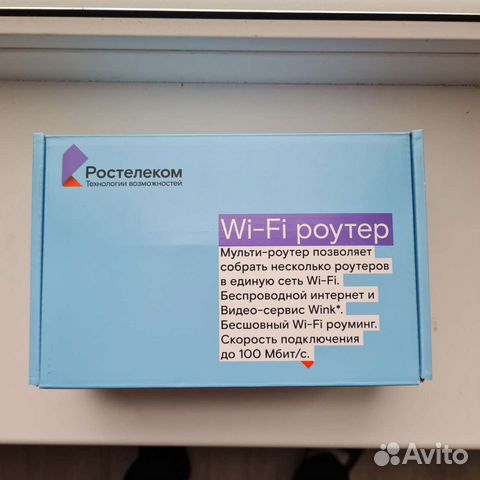 Ростелеком
Технологии возможностей
Wi-Fi роутер
Мульти-роутер позволяет
собрать несколько роутеров
в единую сеть Wi-Fi.
Беспроводной интернет и
Видео-сервис Wink*.
Бесшовный Wi-Fi роуминг.
Скорость подключения
до 100 Мбит/с.
Avito